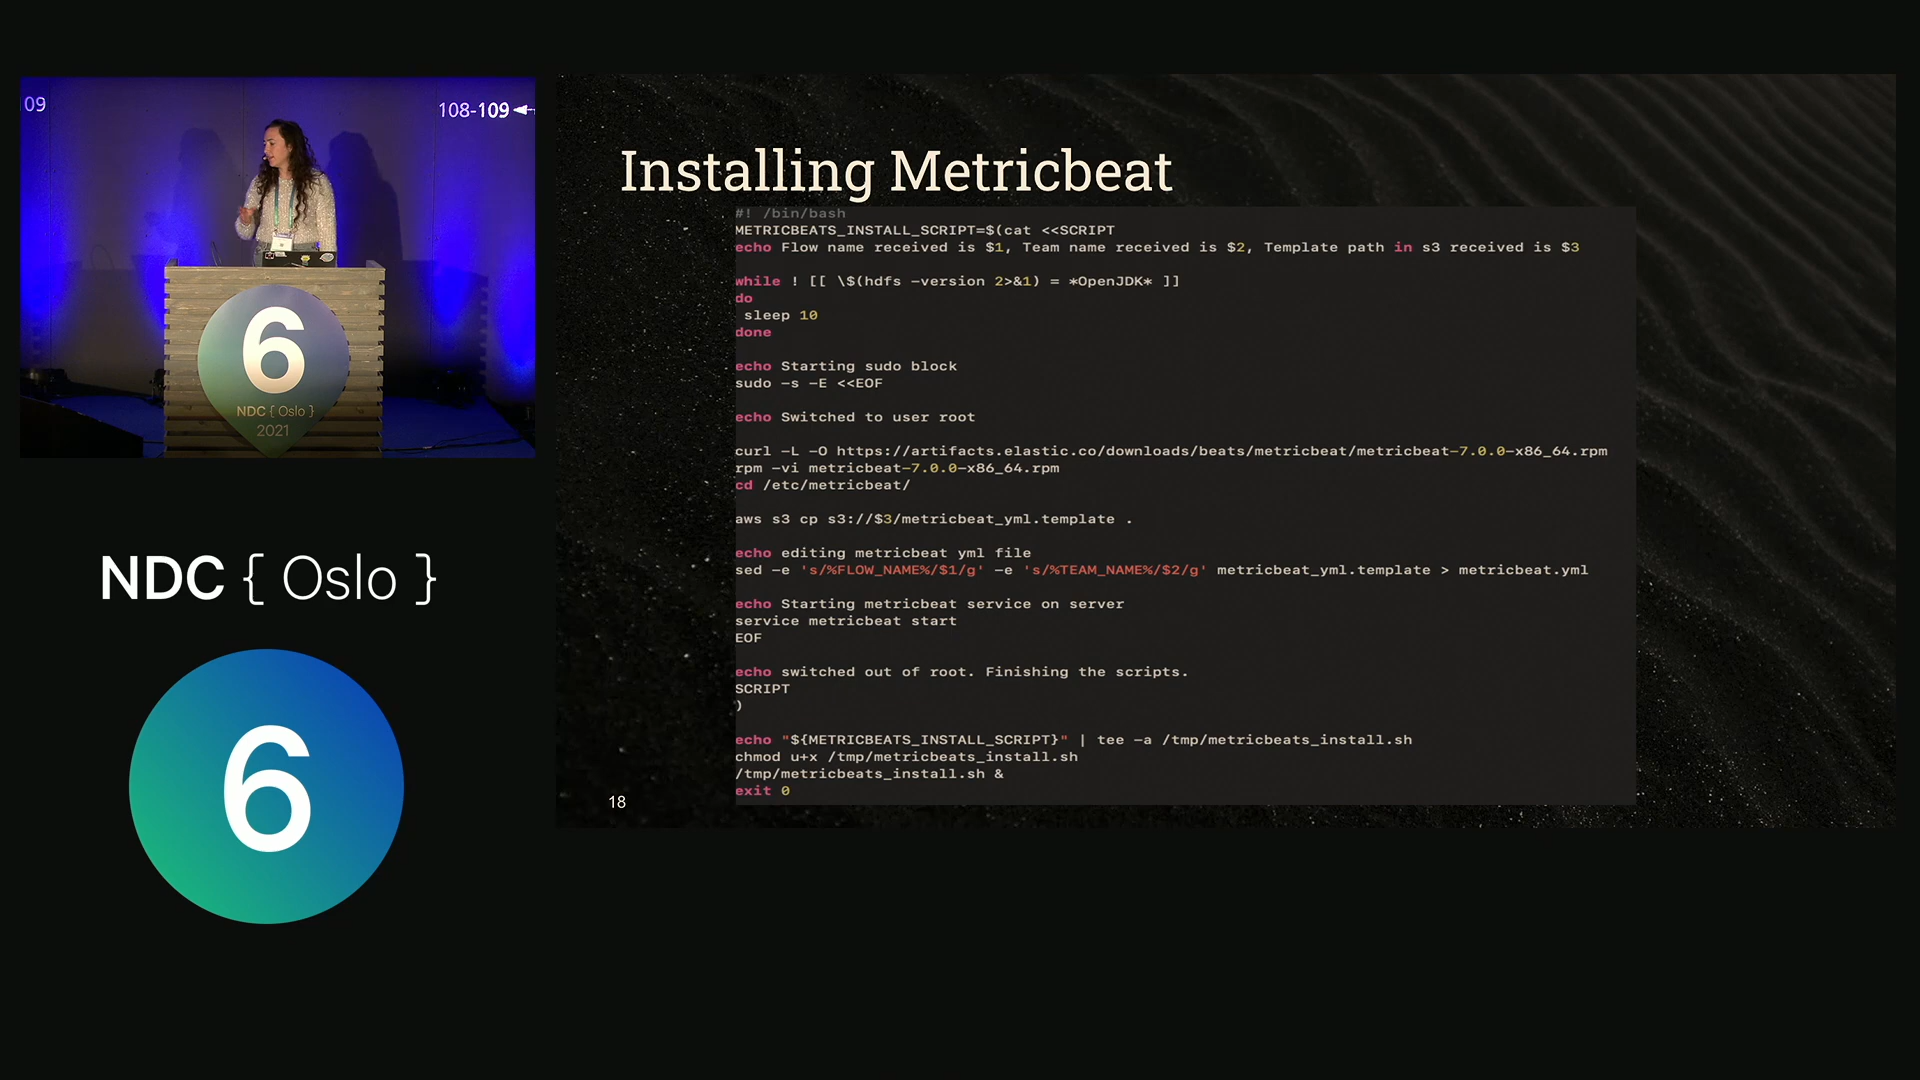 09
108-109
6
NDC { Oslo }
2021
NDC { Oslo }
6
Installing Metricbeat
#! /bin/bash
METRICBEATS_INSTALL_SCRIPT=$(cat <<SCRIPT
echo Flow name received is $1, Team name received is $2, Template path in s3 received is $3
while ! [[ \$(hdfs –version 2>&1) = *OpenJDK* ]]
do
sleep 10
done
echo Starting sudo block
sudo –s –E <<EOF
echo Switched to user root
curl –L –O https://artifacts.elastic.co/downloads/beats/metricbeat/metricbeat–7.0.0–x86_64.rpm
rpm –vi metricbeat–7.0.0–x86_64.rpm
cd /etc/metricbeat/
aws s3 cp s3://$3/metricbeat_yml.template .
echo editing metricbeat yml file
sed –e 's/%FLOW_NAME%/$1/g' –e 's/%TEAM_NAME%/$2/g' metricbeat_yml.template > metricbeat.yml
echo Starting metricbeat service on server
service metricbeat start
EOF
echo switched out of root. Finishing the scripts.
SCRIPT
)
echo "${METRICBEATS_INSTALL_SCRIPT}" | tee –a /tmp/metricbeats_install.sh
chmod u+x /tmp/metricbeats_install.sh
/tmp/metricbeats_install.sh &
exit 0
18